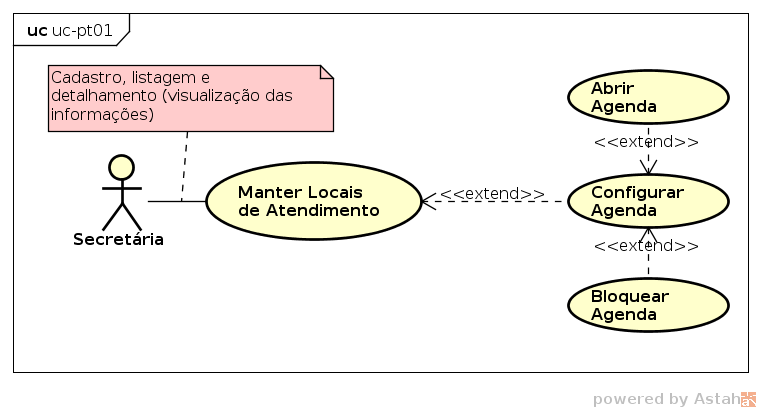 uc uc-pt01
Cadastro, listagem e
detalhamento (visualização das
informações)
Secretária
Manter Locais
de Atendimento
<<extend>>
Abrir
Agenda
<<extend>>
Configurar
Agenda
<<extend>>
Bloquear
Agenda
powered by Astah